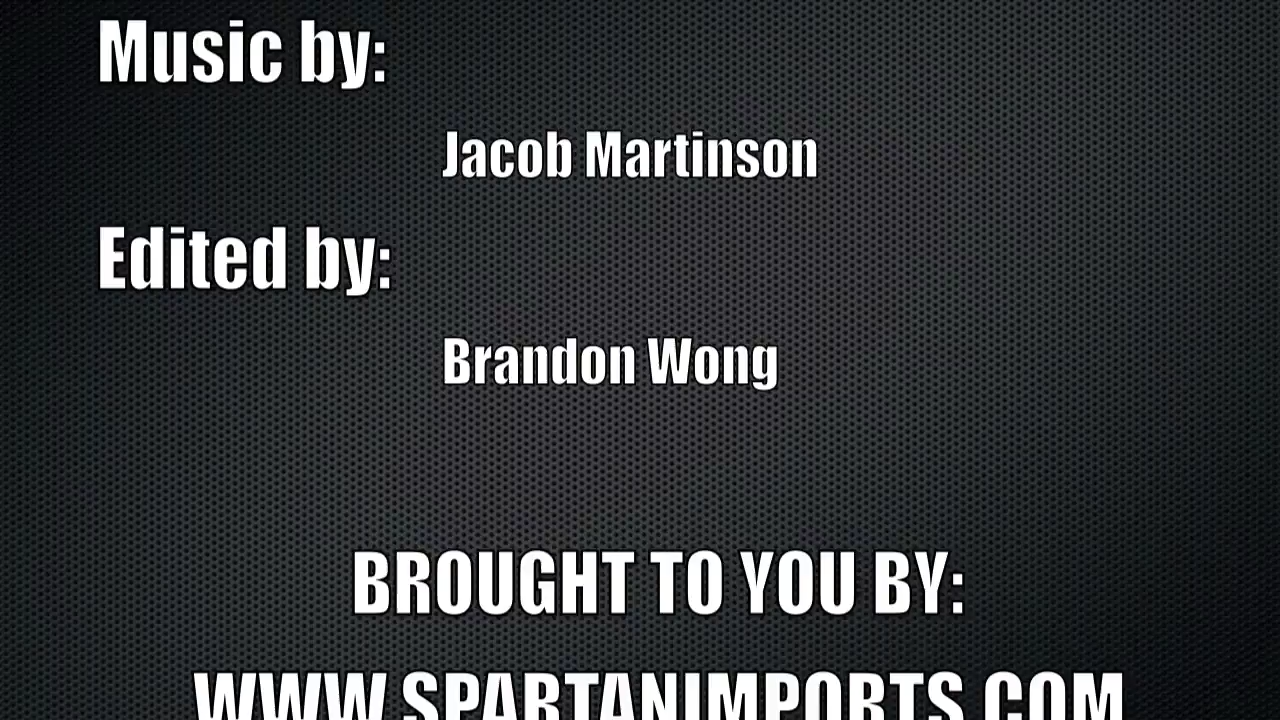 Music by:
Jacob Martinson
Edited by:
Brandon Wong
BROUGHT TO YOU BY:
WWW.SPARTANIMPORTS.COM